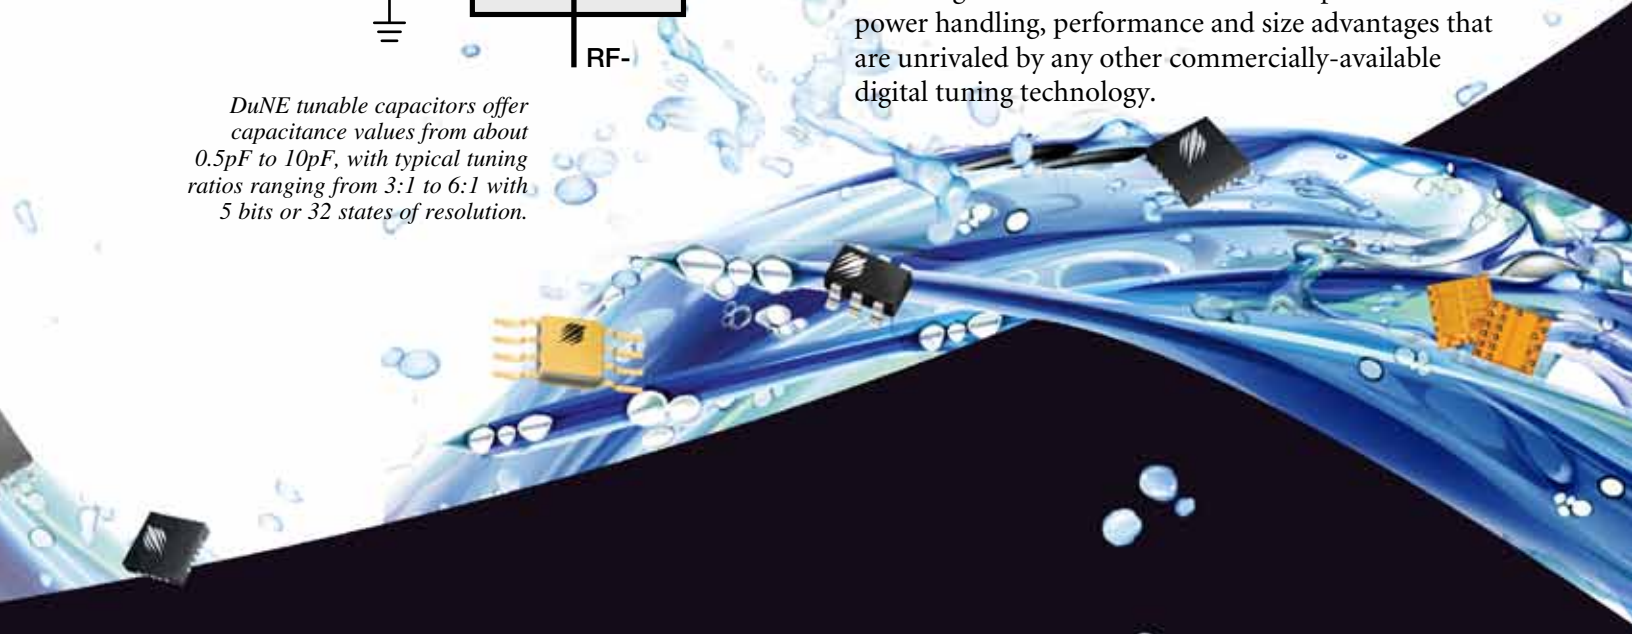 RF-
DuNE tunable capacitors offer
capacitance values from about
0.5pF to 10pF, with typical tuning
ratios ranging from 3:1 to 6:1 with
5 bits or 32 states of resolution.
power handling, performance and size advantages that
are unrivaled by any other commercially-available
digital tuning technology.